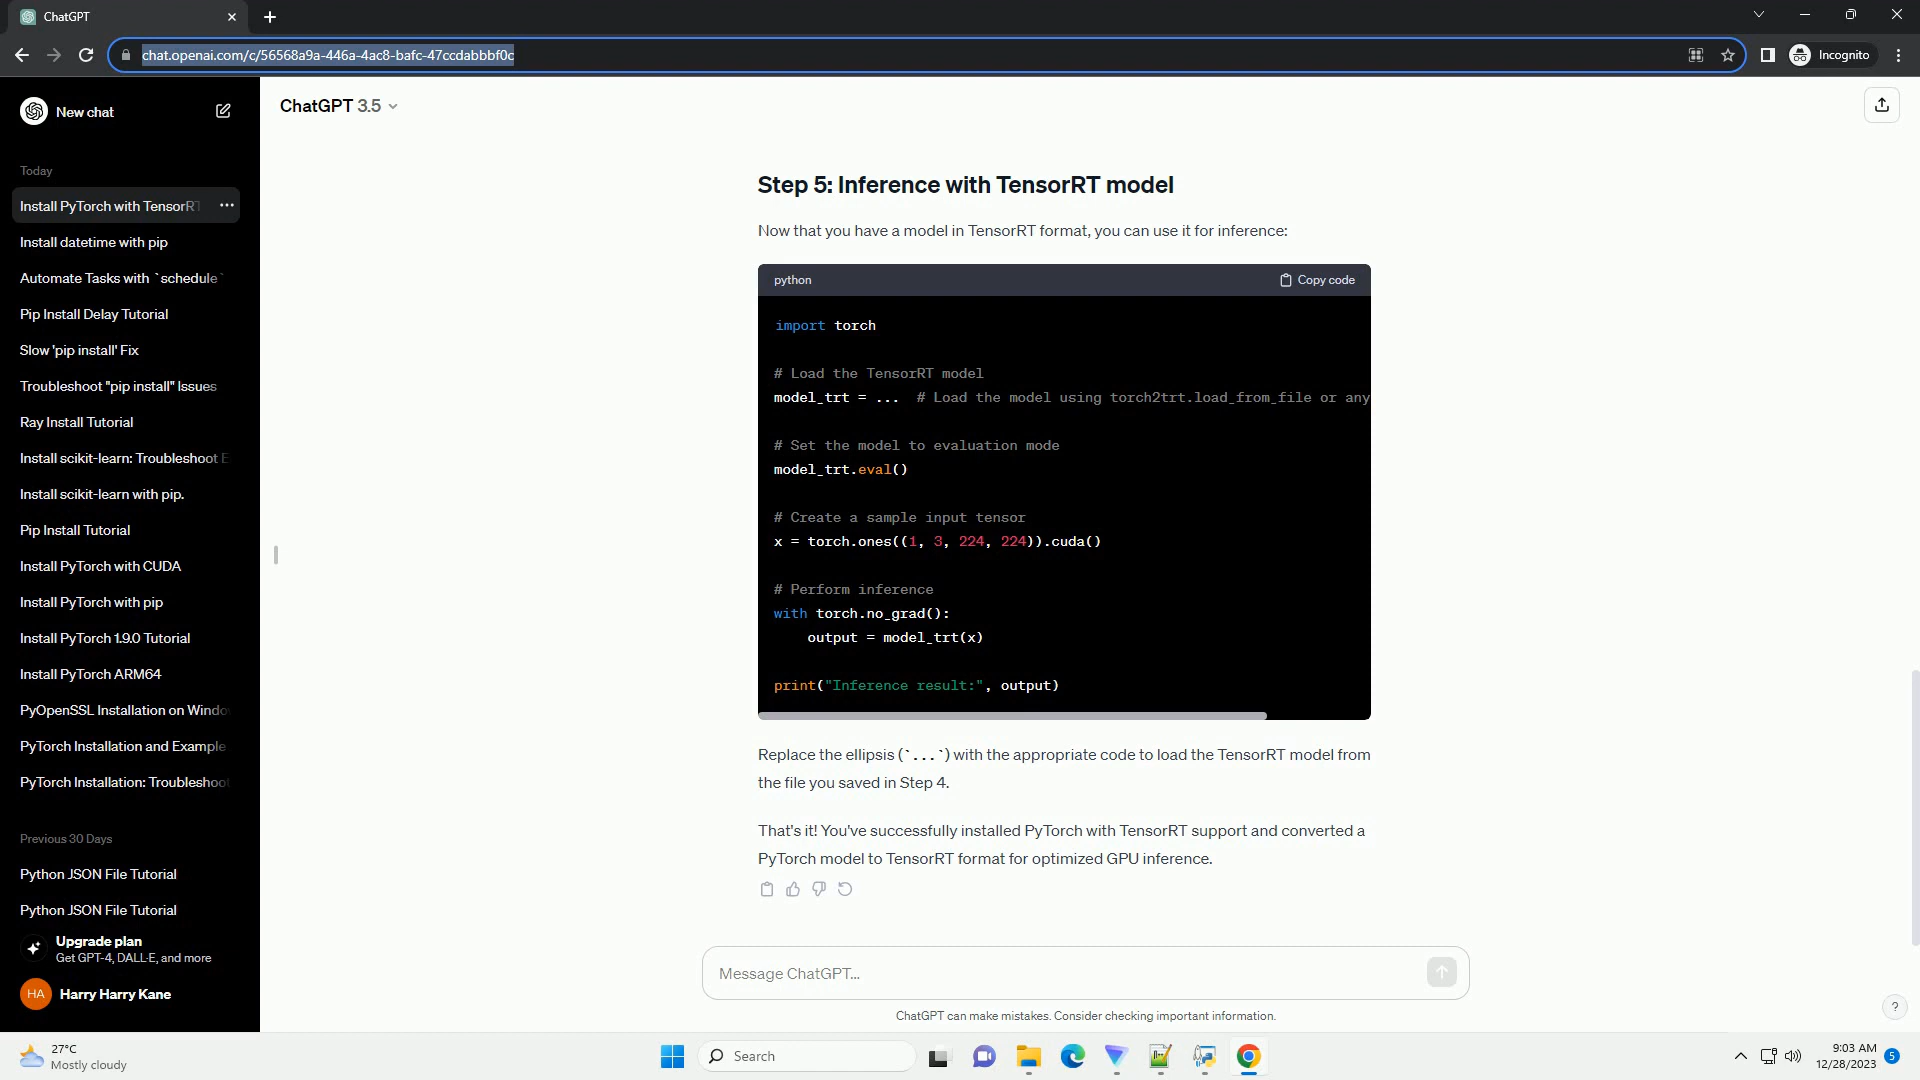 ChatGPT
chat.openai.com/c/56568a9a-446a-4ac8-bafc-47ccdabbbf0c
Incognito
New chat
Today
Install PyTorch with TensorRT
Install datetime with pip
Automate Tasks with `schedule`
Pip Install Delay Tutorial
Slow 'pip install' Fix
Troubleshoot "pip install" Issues
Ray Install Tutorial
Install scikit-learn: Troubleshoot E
Install scikit-learn with pip.
Pip Install Tutorial
Install PyTorch with CUDA
Install PyTorch with pip
Install PyTorch 1.9.0 Tutorial
Install PyTorch ARM64
PyOpenSSL Installation on Windo
PyTorch Installation and Example
PyTorch Installation: Troubleshoot
Previous 30 Days
Python JSON File Tutorial
Python JSON File Tutorial
Upgrade plan
Get GPT-4, DALL·E, and more
HA
Harry Harry Kane
ChatGPT 3.5
Step 5: Inference with TensorRT model
Now that you have a model in TensorRT format, you can use it for inference:
python
Copy code
import torch
# Load the TensorRT model
model_trt = ...  # Load the model using torch2trt.load_from_file or any
# Set the model to evaluation mode
model_trt.eval()
# Create a sample input tensor
x = torch.ones((1, 3, 224, 224)).cuda()
# Perform inference
with torch.no_grad():
    output = model_trt(x)
print("Inference result:", output)
Replace the ellipsis (`...`) with the appropriate code to load the TensorRT model from
the file you saved in Step 4.
That's it! You've successfully installed PyTorch with TensorRT support and converted a
PyTorch model to TensorRT format for optimized GPU inference.
Message ChatGPT...
ChatGPT can make mistakes. Consider checking important information.
?
27°C
Mostly cloudy
Search
9:03 AM
12/28/2023
5